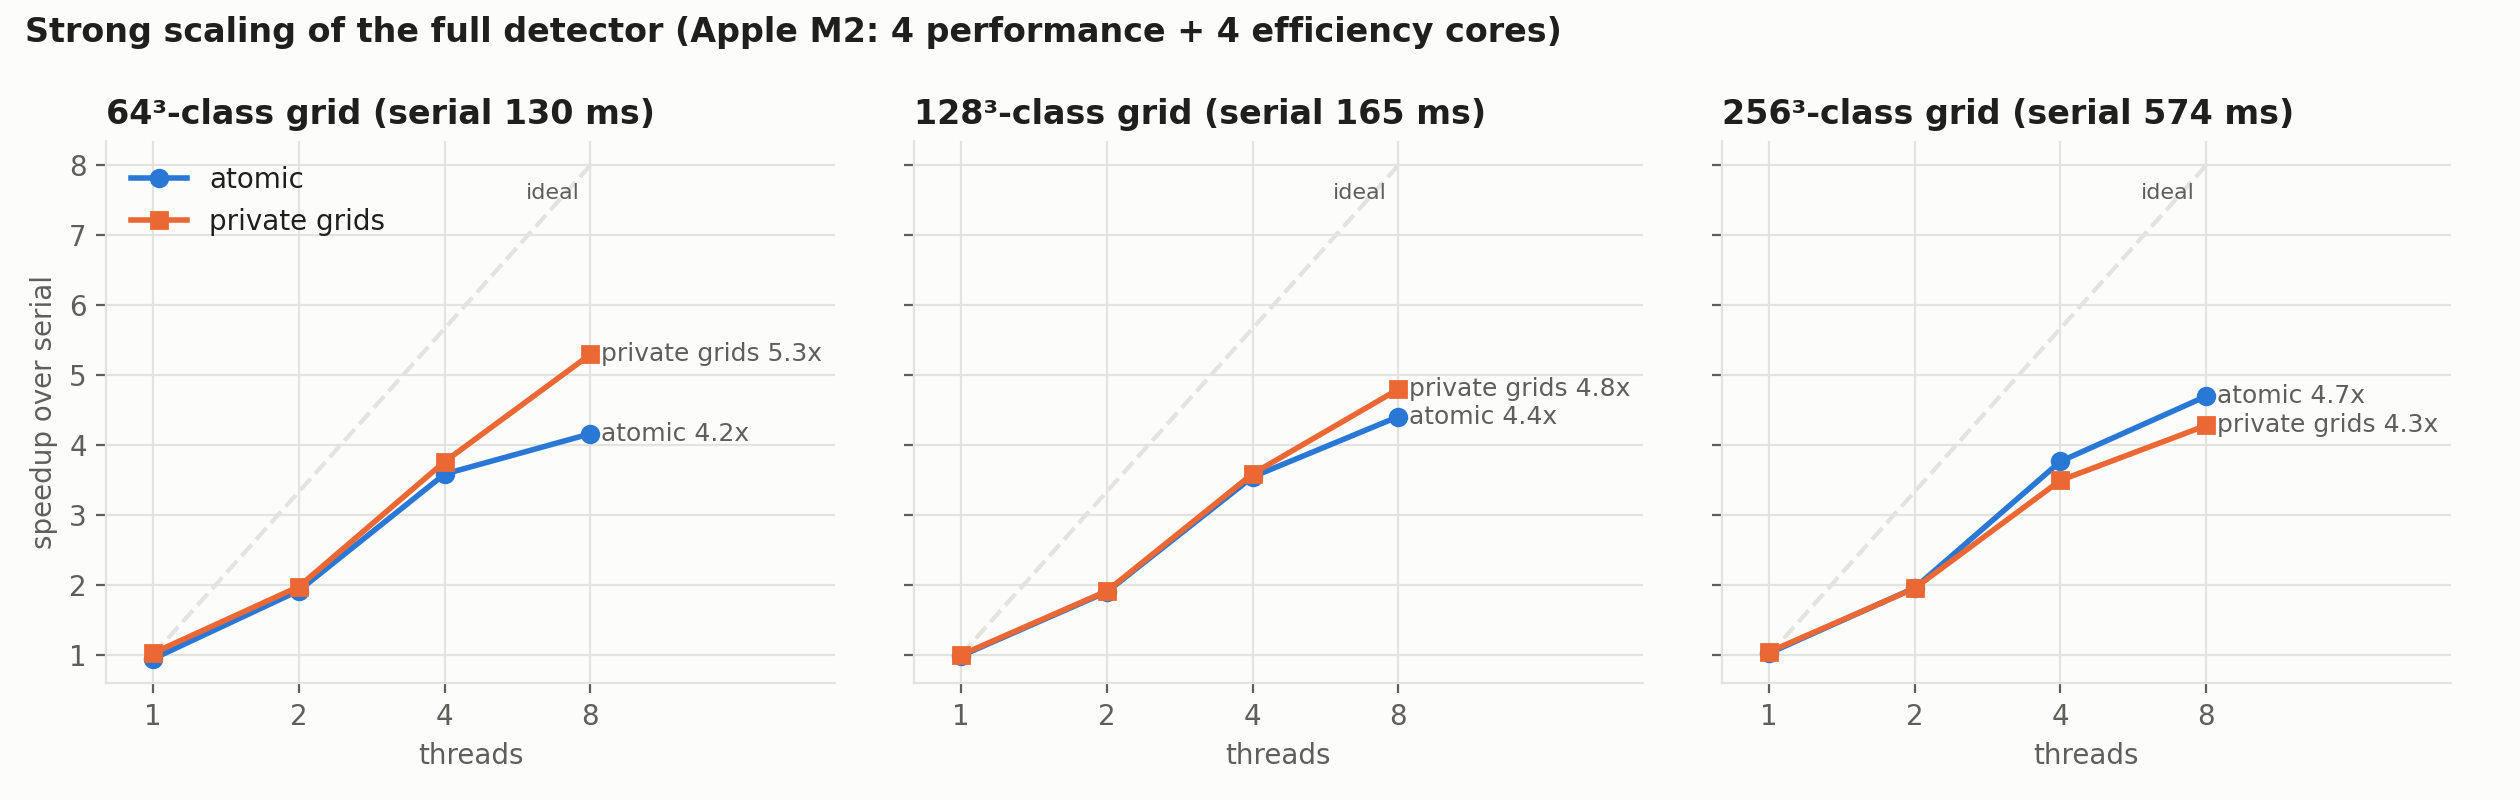 Strong scaling of the full detector (Apple M2: 4 performance + 4 efficiency cores)
64³-class grid (serial 130 ms)
speedup over serial
8
7
6
5
4
3
2
1
atomic
private grids
ideal
private grids 5.3x
atomic 4.2x
1 2 4 8
threads
128³-class grid (serial 165 ms)
ideal
private grids 4.8x
atomic 4.4x
1 2 4 8
threads
256³-class grid (serial 574 ms)
ideal
atomic 4.7x
private grids 4.3x
1 2 4 8
threads